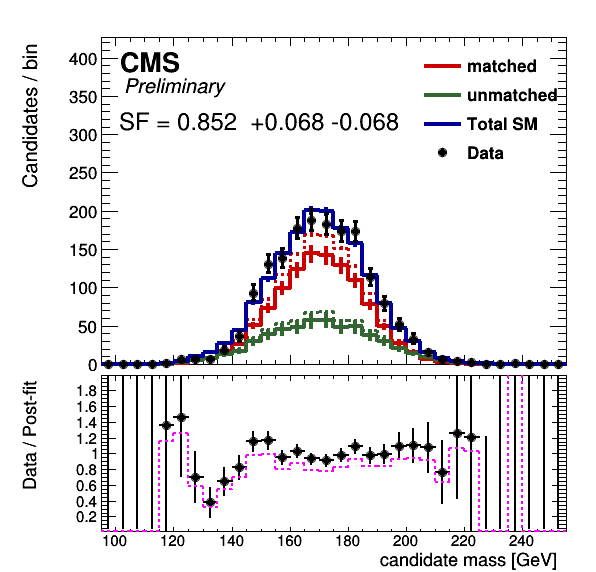 CMS
Preliminary
SF = 0.852 +0.068 -0.068
matched
unmatched
Total SM
Data
Candidates / bin
400
350
300
250
200
150
100
50
0
Data / Post-fit
1.8
1.6
1.4
1.2
1
0.8
0.6
0.4
0.2
100 120 140 160 180 200 220 240
candidate mass [GeV]